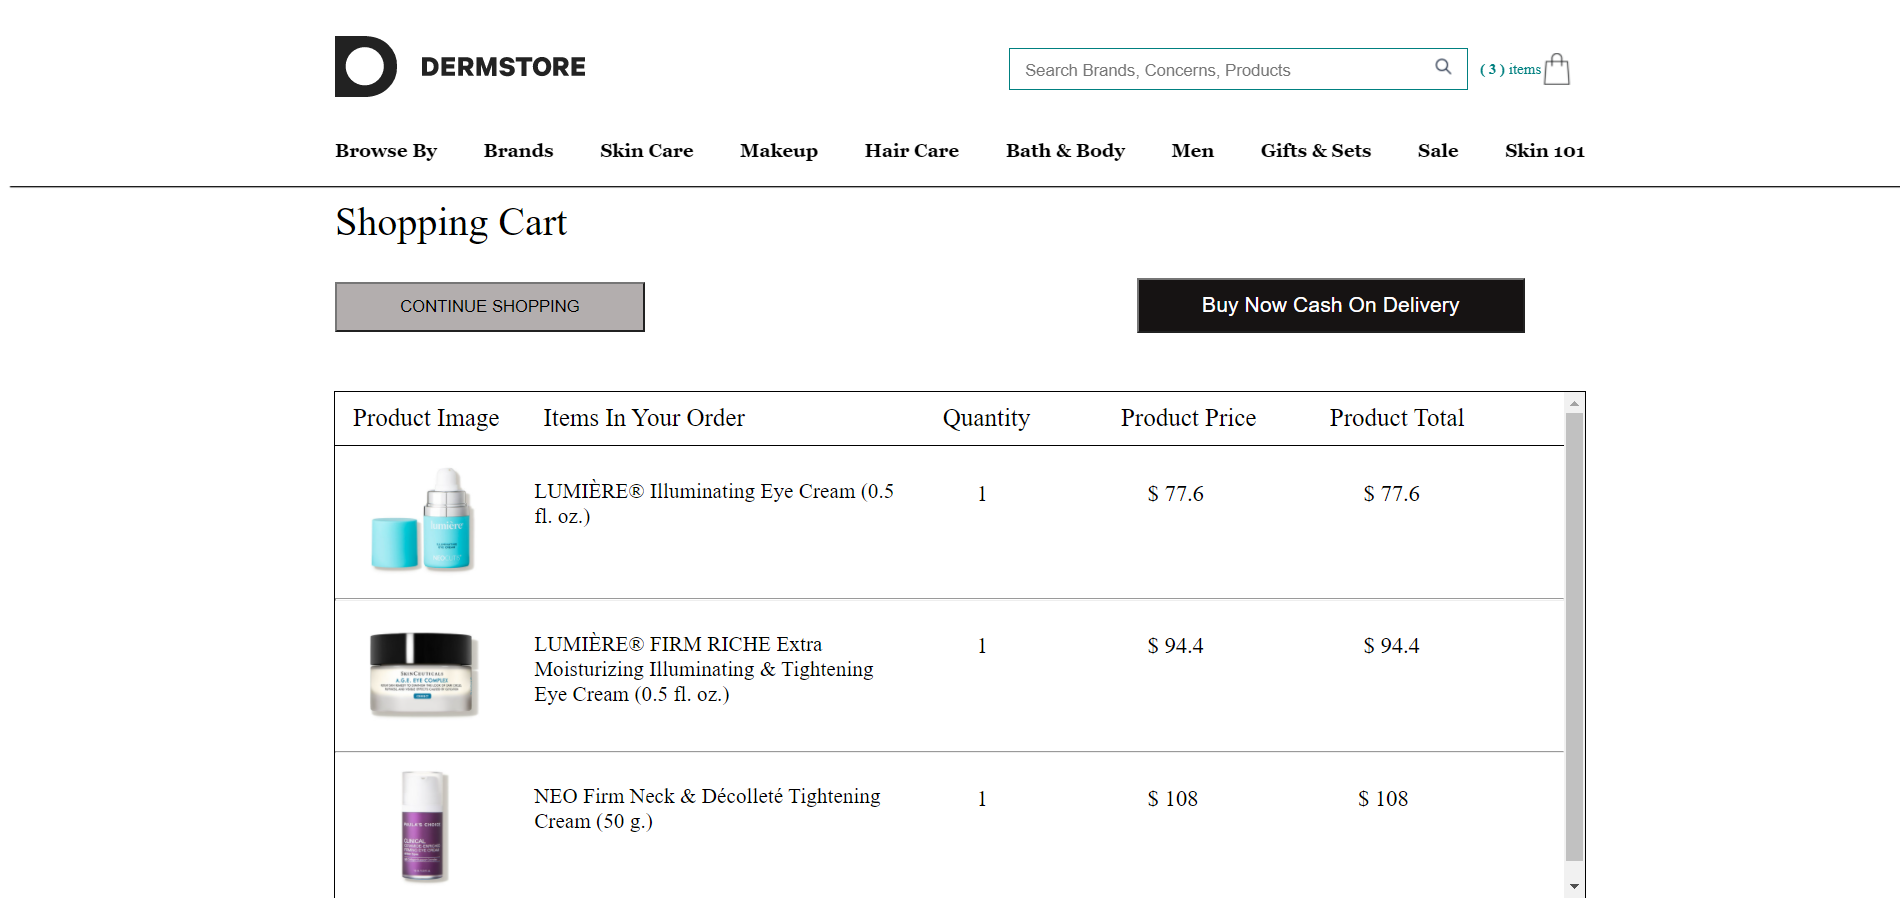 DERMSTORE
Search Brands, Concerns, Products
( 3 ) items
Browse By Brands Skin Care Makeup Hair Care Bath & Body Men Gifts & Sets Sale Skin 101
Shopping Cart
CONTINUE SHOPPING
Buy Now Cash On Delivery
Product Image Items In Your Order Quantity Product Price Product Total
lumière
LUMIÈRE® Illuminating Eye Cream (0.5
fl. oz.)
1
$ 77.6
$ 77.6
SKINCEUTICALS
A.G.E. EYE COMPLEX
LUMIÈRE® FIRM RICHE Extra
Moisturizing Illuminating & Tightening
Eye Cream (0.5 fl. oz.)
1
$ 94.4
$ 94.4
PAULA'S CHOICE
CLINICAL
NEO Firm Neck & Décolleté Tightening
Cream (50 g.)
1
$ 108
$ 108